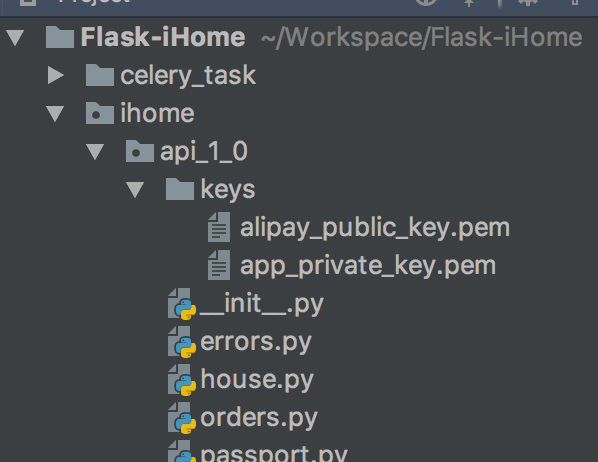 Project
Flask-iHome ~/Workspace/Flask-iHome
celery_task
ihome
api_1_0
keys
alipay_public_key.pem
app_private_key.pem
__init__.py
errors.py
house.py
orders.py
passport.py